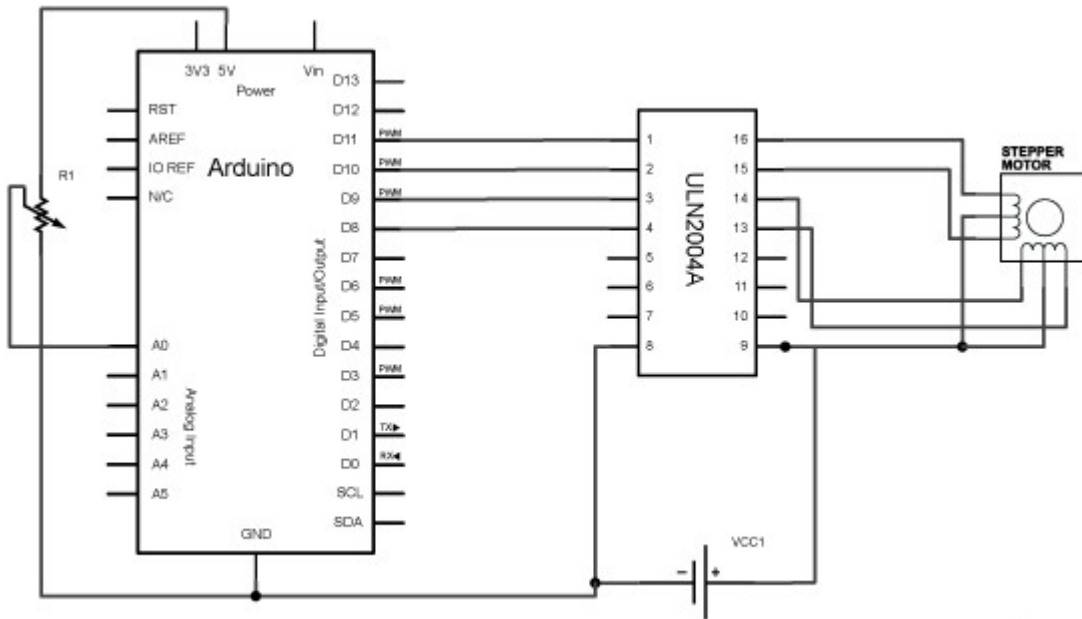 3V3 5V
Vin
Power
D13
RST
D12
AREF
D11
PWM
1
16
IO REF
Arduino
D10
PWM
2
15
STEPPER
MOTOR
R1
N/C
D9
PWM
3
14
D8
4
13
D7
5
12
D6
PWM
6
11
D5
PWM
7
10
Digital Input/Output
ULN2004A
A0
D4
8
9
A1
D3
PWM
A2
D2
A3
D1
TX▶
A4
D0
RX◀
A5
SCL
Analog Input
SDA
GND
VCC1
- +